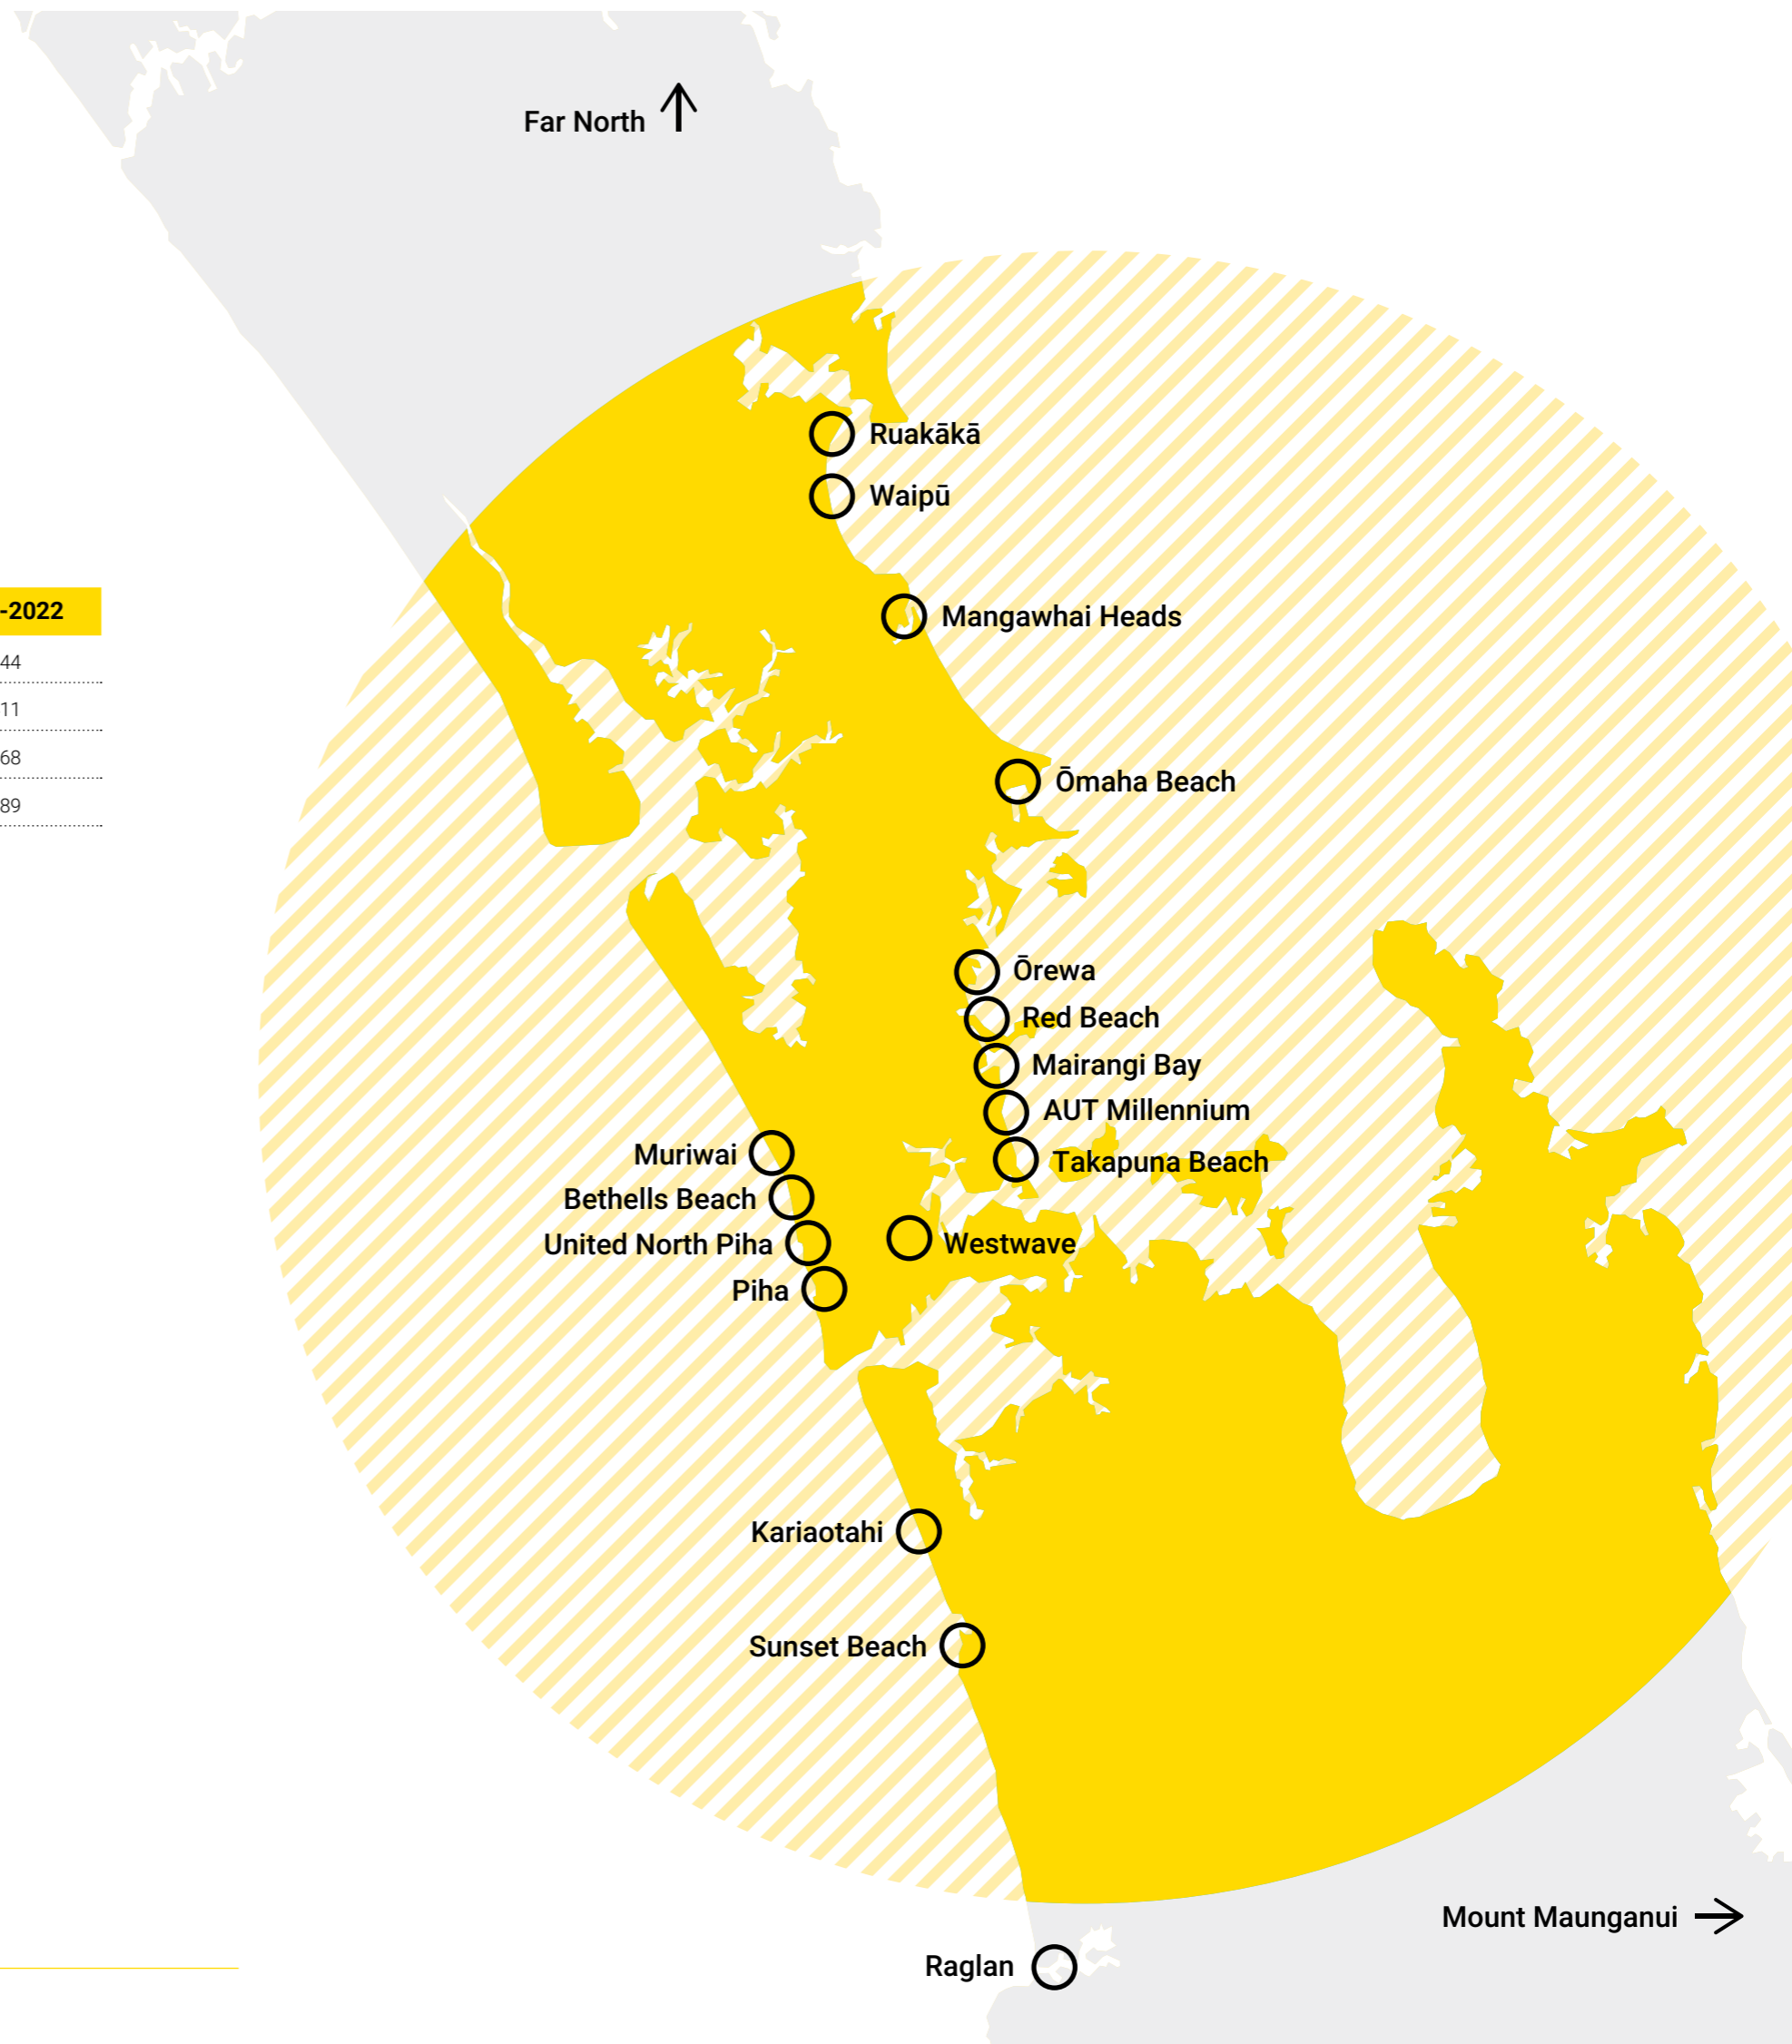 Far North
Ruakākā
Waipū
-2022
Mangawhai Heads
44
11
68
Ōmaha Beach
89
Ōrewa
Red Beach
Mairangi Bay
AUT Millennium
Muriwai
Takapuna Beach
Bethells Beach
United North Piha
Westwave
Piha
Kariaotahi
Sunset Beach
Mount Maunganui
Raglan